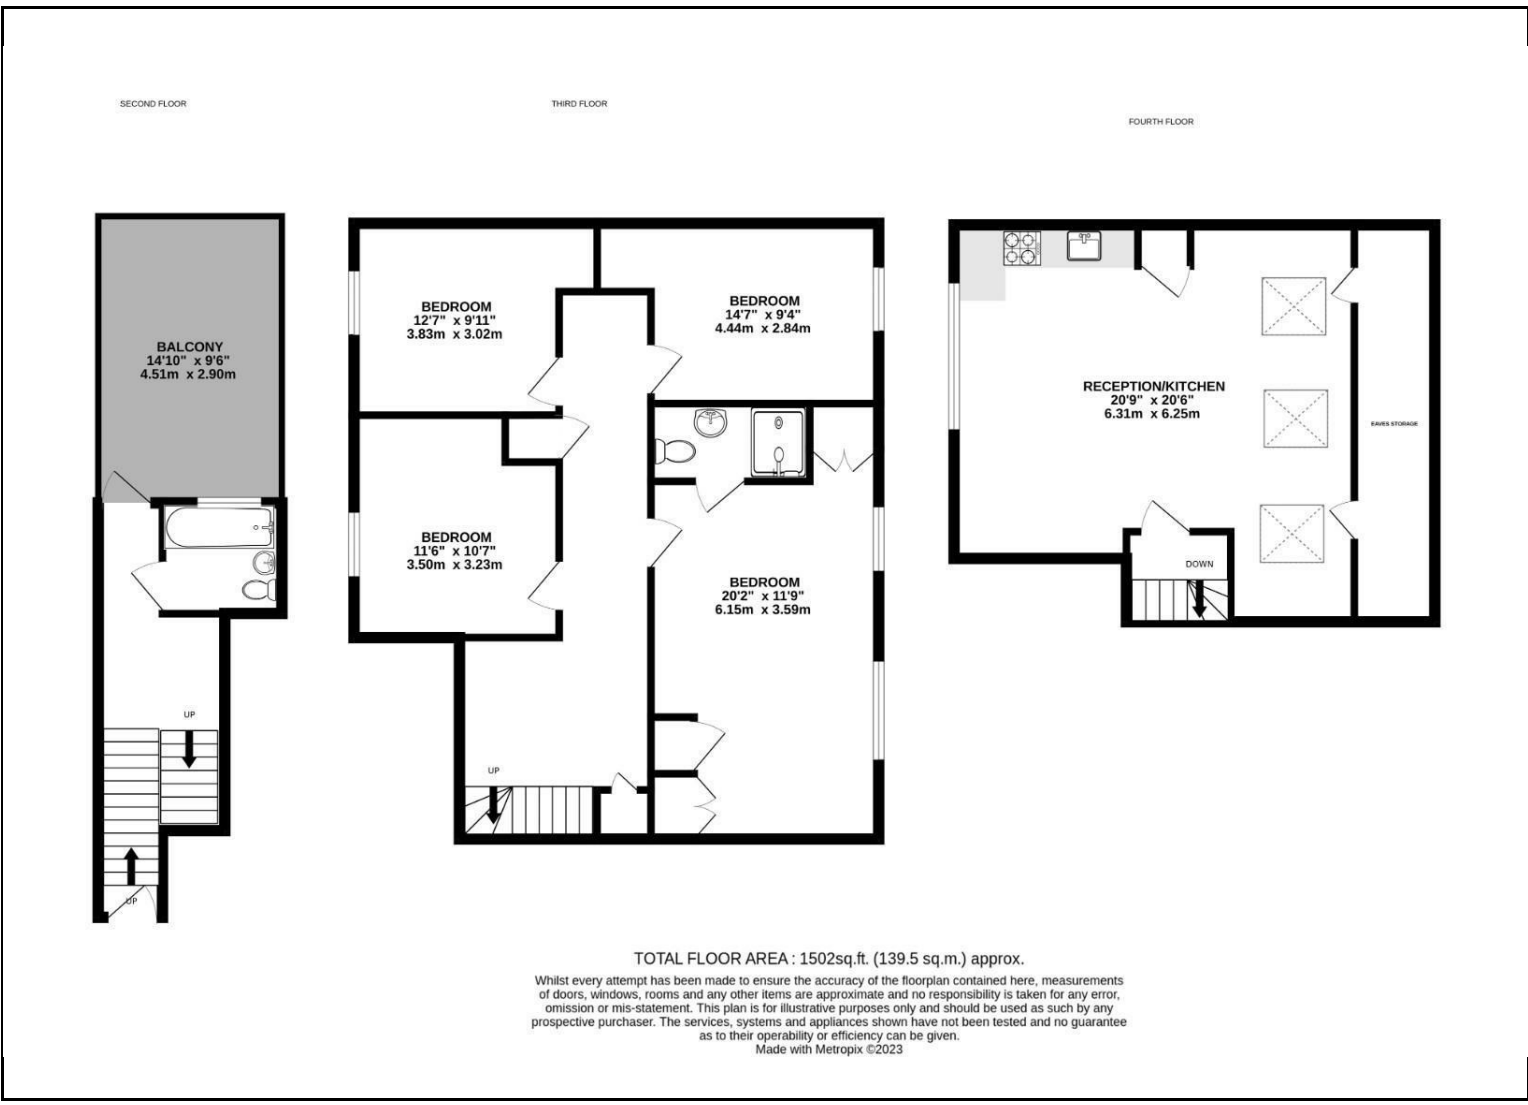 SECOND FLOOR
BALCONY
14'10" x 9'6"
4.51m x 2.90m
UP
UP
THIRD FLOOR
BEDROOM
12'7" x 9'11"
3.83m x 3.02m
BEDROOM
14'7" x 9'4"
4.44m x 2.84m
BEDROOM
11'6" x 10'7"
3.50m x 3.23m
BEDROOM
20'2" x 11'9"
6.15m x 3.59m
UP
FOURTH FLOOR
RECEPTION/KITCHEN
20'9" x 20'6"
6.31m x 6.25m
EAVES STORAGE
DOWN
TOTAL FLOOR AREA : 1502sq.ft. (139.5 sq.m.) approx.
Whilst every attempt has been made to ensure the accuracy of the floorplan contained here, measurements
of doors, windows, rooms and any other items are approximate and no responsibility is taken for any error,
omission or mis-statement. This plan is for illustrative purposes only and should be used as such by any
prospective purchaser. The services, systems and appliances shown have not been tested and no guarantee
as to their operability or efficiency can be given.
Made with Metropix ©2023